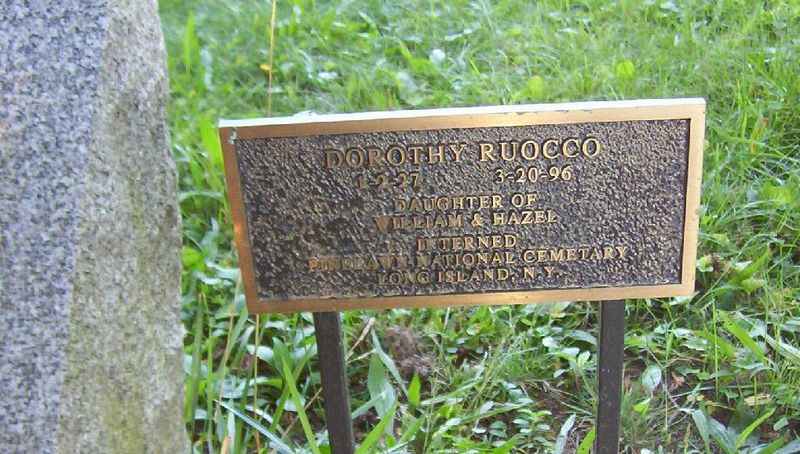 DOROTHY RUOCCO
1-2-27 3-20-96
DAUGHTER OF
WILLIAM & HAZEL
INTERNED
PINELAWN NATIONAL CEMETARY
LONG ISLAND, N.Y.